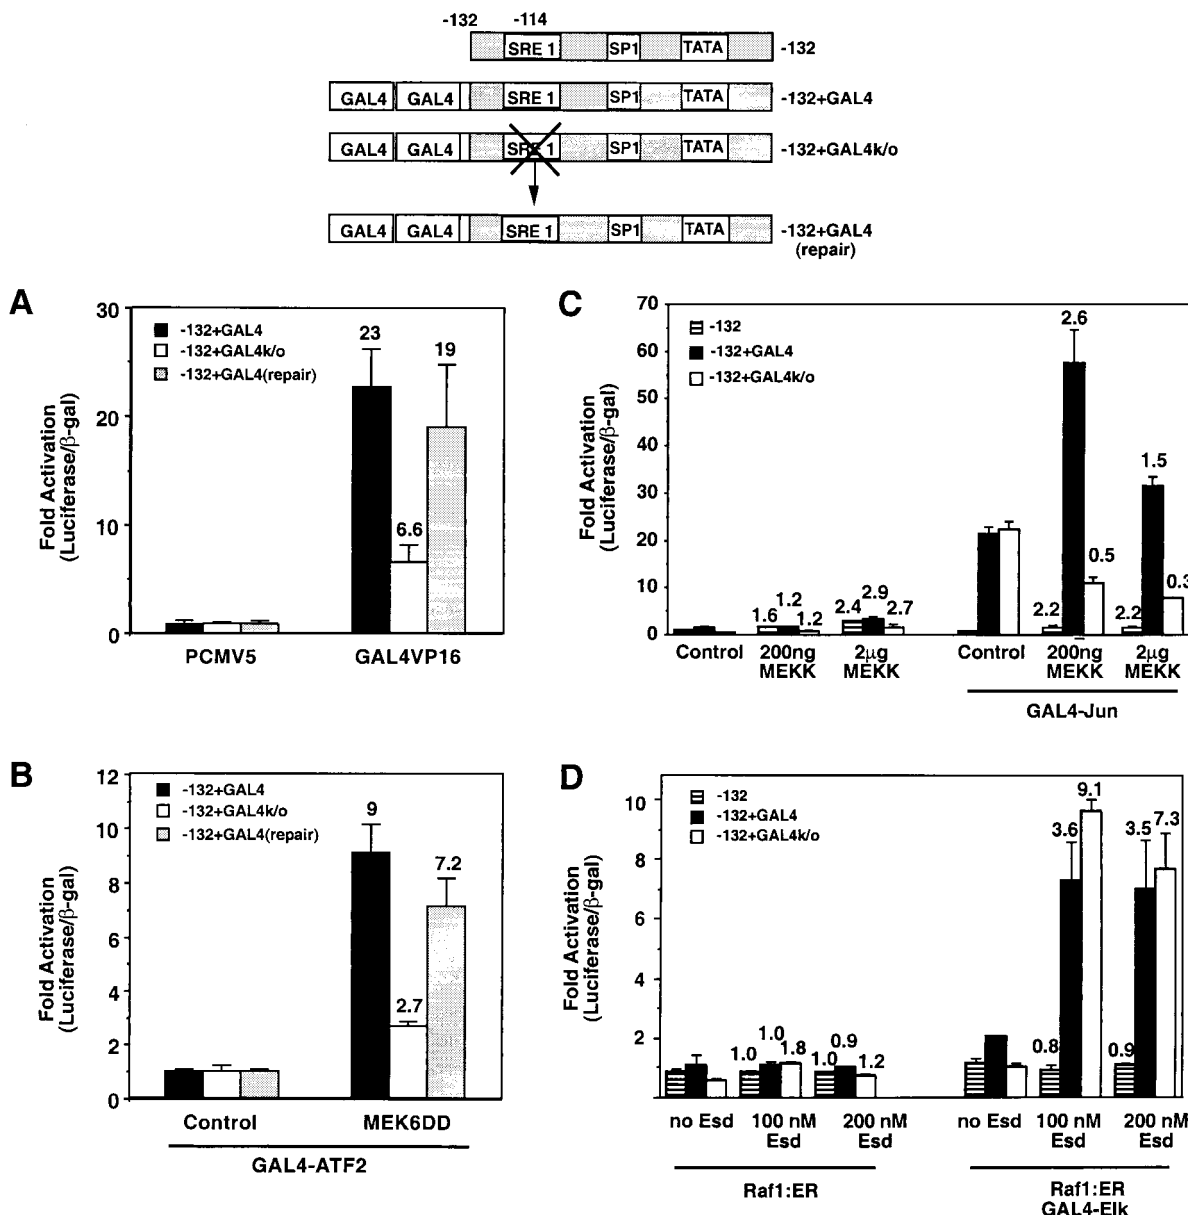 -132 -114
SRE 1 SP1 TATA -132
GAL4 GAL4 SRE 1 SP1 TATA -132+GAL4
GAL4 GAL4 SRE 1 SP1 TATA -132+GAL4k/o
GAL4 GAL4 SRE 1 SP1 TATA -132+GAL4
(repair)
A
Fold Activation
(Luciferase/β-gal)
30
20
10
0
-132+GAL4
-132+GAL4k/o
-132+GAL4(repair)
23
6.6
19
PCMV5 GAL4VP16
C
Fold Activation
(Luciferase/β-gal)
70
60
50
40
30
20
10
0
-132
-132+GAL4
-132+GAL4k/o
1.6 1.2 1.2 2.4 2.9 2.7
2.2 2.6 0.5 2.2 1.5 0.3
Control 200ng MEKK 2μg MEKK Control 200ng MEKK 2μg MEKK
GAL4-Jun
B
Fold Activation
(Luciferase/β-gal)
12
10
8
6
4
2
0
-132+GAL4
-132+GAL4k/o
-132+GAL4(repair)
9
2.7
7.2
Control MEK6DD
GAL4-ATF2
D
Fold Activation
(Luciferase/β-gal)
10
8
6
4
2
-132
-132+GAL4
-132+GAL4k/o
1.0 1.0 1.8 1.0 0.9 1.2
0.8 3.6 9.1 0.9 3.5 7.3
no Esd 100 nM Esd 200 nM Esd no Esd 100 nM Esd 200 nM Esd
Raf1:ER
Raf1:ER
GAL4-Elk